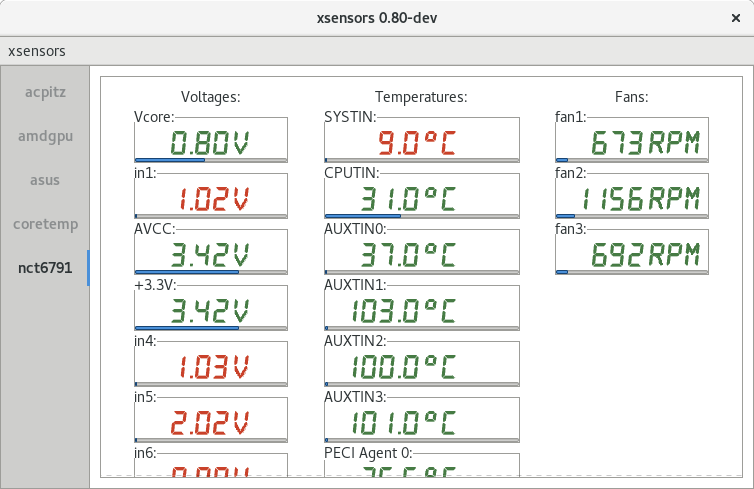 xsensors 0.80-dev
xsensors
acpitz
amdgpu
asus
coretemp
nct6791
Voltages:
Vcore:
0.80V
in1:
1.02V
AVCC:
3.42V
+3.3V:
3.42V
in4:
1.03V
in5:
2.02V
in6:
Temperatures:
SYSTIN:
9.0°C
CPUTIN:
31.0°C
AUXTIN0:
37.0°C
AUXTIN1:
103.0°C
AUXTIN2:
100.0°C
AUXTIN3:
101.0°C
PECI Agent 0:
Fans:
fan1:
673RPM
fan2:
1156RPM
fan3:
692RPM